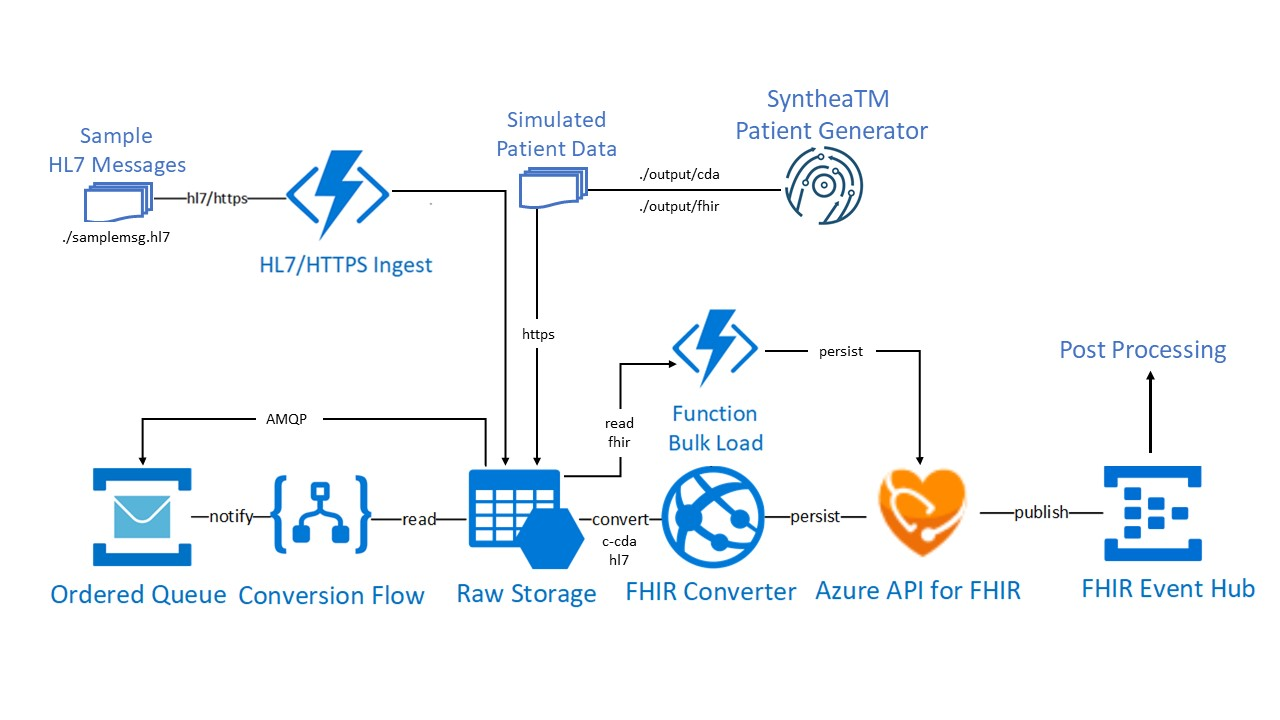 SyntheaTM
Patient Generator
Simulated
Patient Data
Sample
HL7 Messages
./output/cda
./output/fhir
hl7/https
./samplemsg.hl7
HL7/HTTPS Ingest
https
persist
Post Processing
Function
Bulk Load
AMQP
read
fhir
notify
read
convert
c-cda
hl7
persist
publish
Ordered Queue
Conversion Flow
Raw Storage
FHIR Converter
Azure API for FHIR
FHIR Event Hub